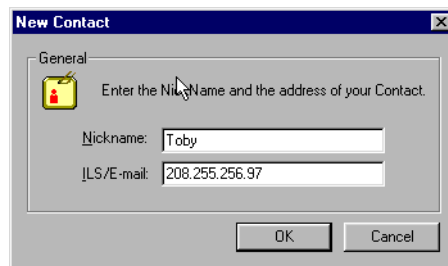 New Contact
General
Enter the NickName and the address of your Contact.
Nickname: Toby
ILS/E-mail: 208.255.256.97
OK Cancel